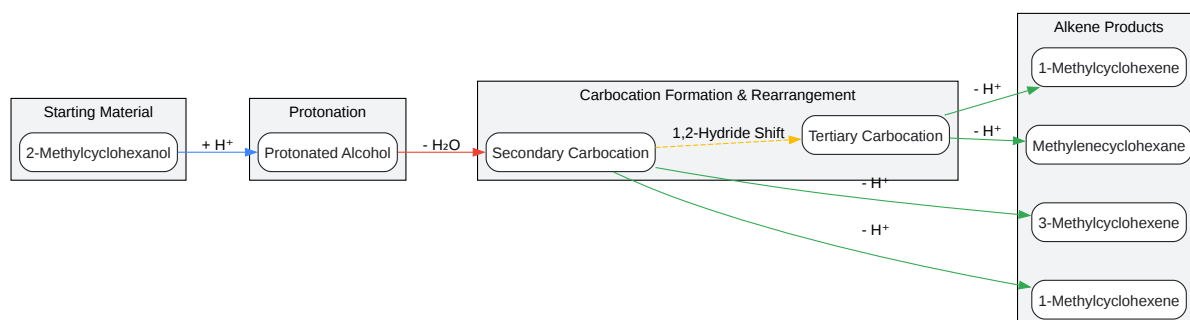 Starting Material
2-Methylcyclohexanol
+ H⁺
Protonation
Protonated Alcohol
- H₂O
Carbocation Formation & Rearrangement
Secondary Carbocation
1,2-Hydride Shift
Tertiary Carbocation
- H⁺
- H⁺
- H⁺
- H⁺
Alkene Products
1-Methylcyclohexene
Methylenecyclohexane
3-Methylcyclohexene
1-Methylcyclohexene